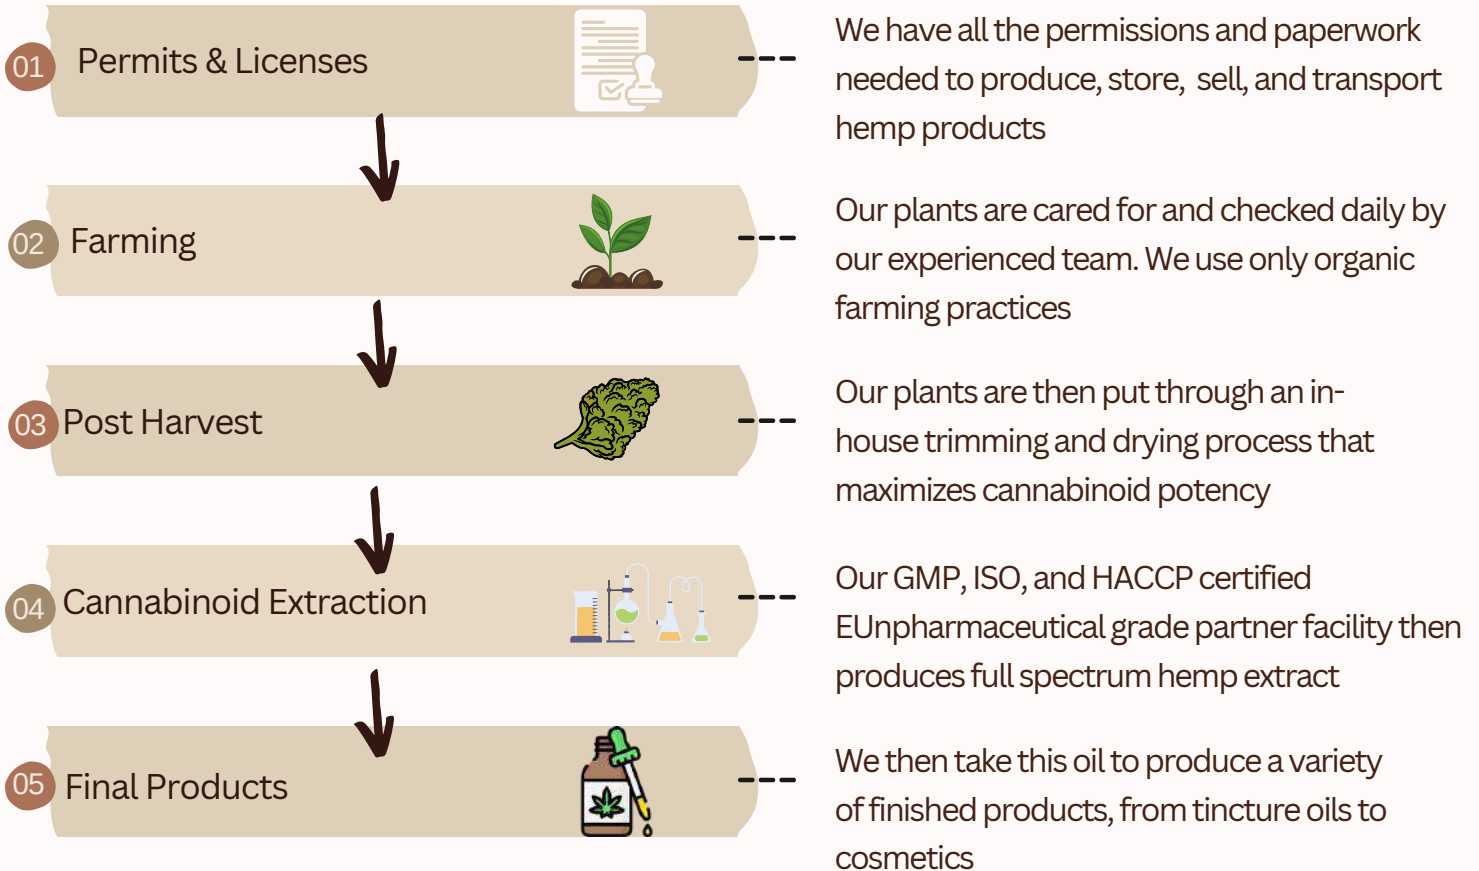 01
Permits & Licenses
We have all the permissions and paperwork
needed to produce, store, sell, and transport
hemp products
02
Farming
Our plants are cared for and checked daily by
our experienced team. We use only organic
farming practices
03
Post Harvest
Our plants are then put through an in-
house trimming and drying process that
maximizes cannabinoid potency
04
Cannabinoid Extraction
Our GMP, ISO, and HACCP certified
EUnpharmaceutical grade partner facility then
produces full spectrum hemp extract
05
Final Products
We then take this oil to produce a variety
of finished products, from tincture oils to
cosmetics